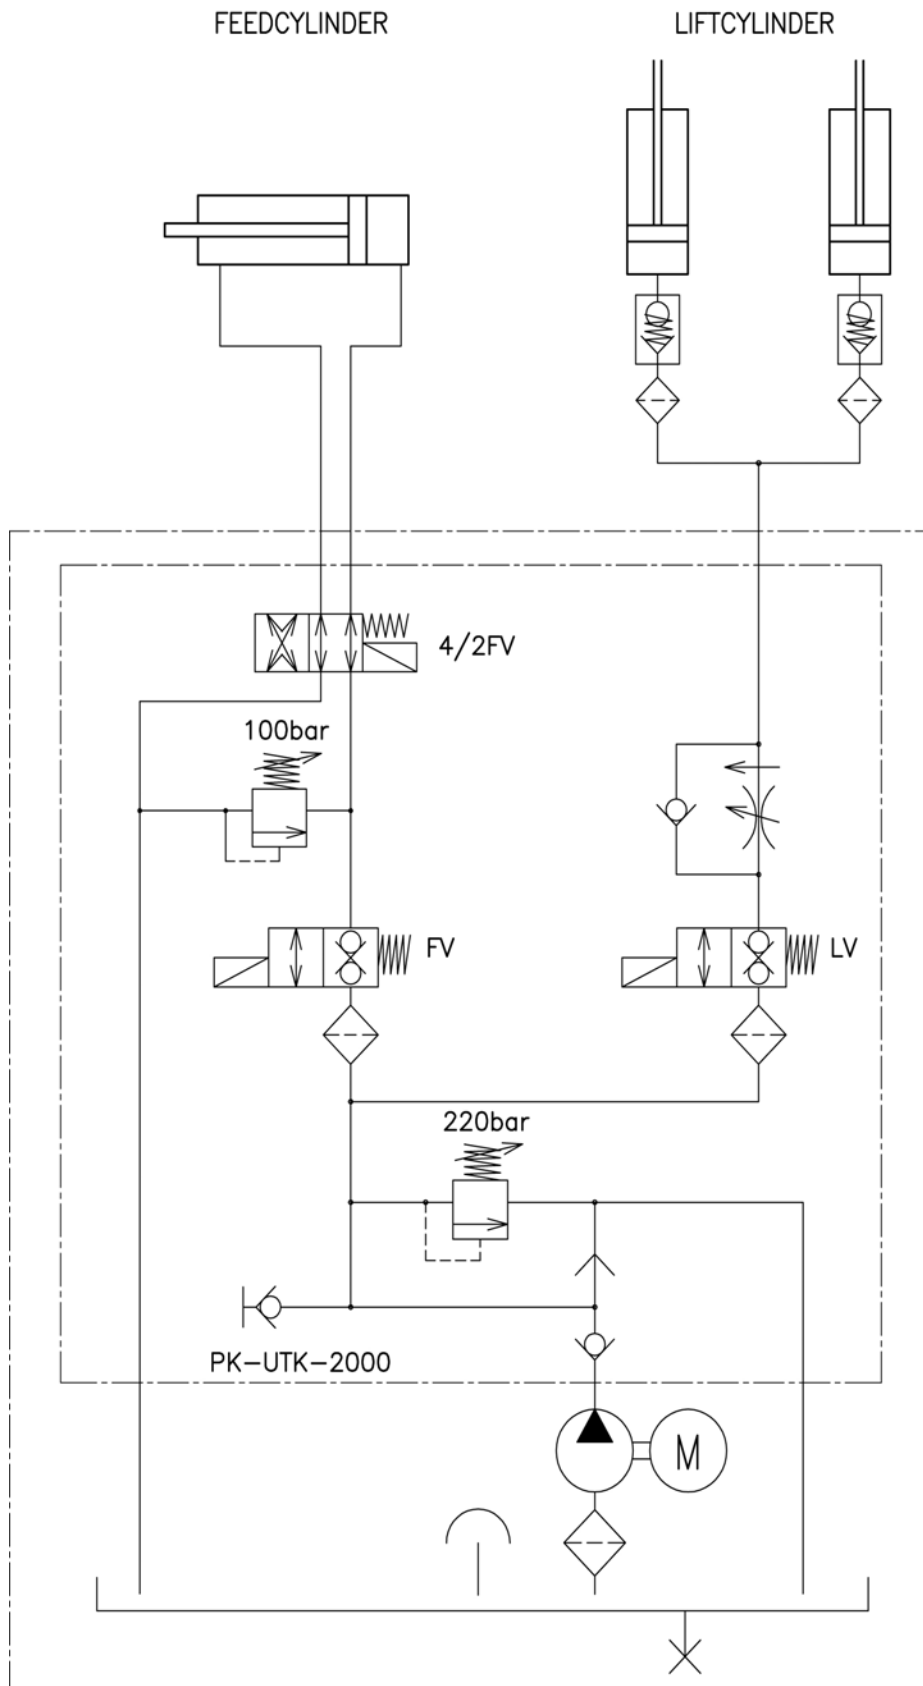 FEEDCYLINDER
LIFTCYLINDER
4/2FV
100bar
FV
LV
220bar
PK-UTK-2000
M